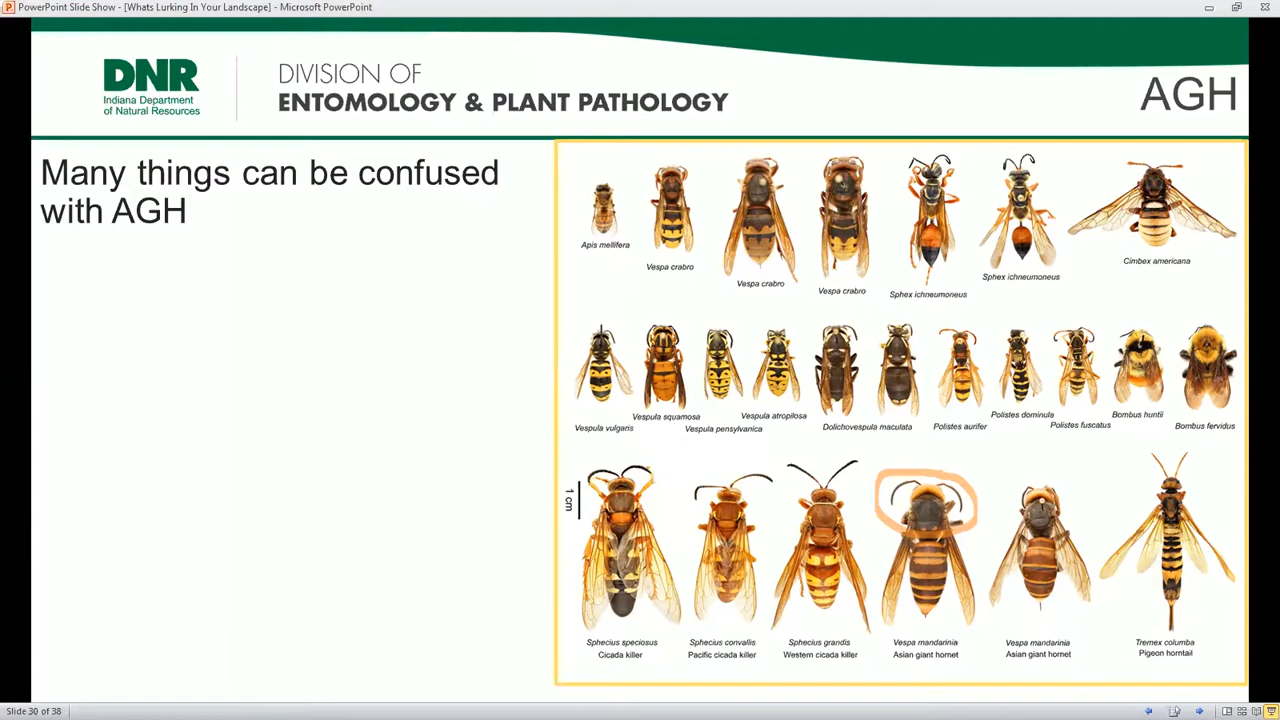 PowerPoint Slide Show - [Whats Lurking In Your Landscape] - Microsoft PowerPoint
DNR
Indiana Department
of Natural Resources
DIVISION OF
ENTOMOLOGY & PLANT PATHOLOGY
AGH
Many things can be confused
with AGH
Apis mellifera
Vespa crabro
Vespa crabro
Vespa crabro
Sphex ichneumoneus
Sphex ichneumoneus
Cimbex americana
Vespula vulgaris
Vespula squamosa
Vespula pensylvanica
Vespula atropilosa
Dolichovespula maculata
Polistes aurifer
Polistes dominula
Polistes fuscatus
Bombus huntii
Bombus fervidus
1 cm
Sphecius speciosus
Cicada killer
Sphecius convallis
Pacific cicada killer
Sphecius grandis
Western cicada killer
Vespa mandarinia
Asian giant hornet
Vespa mandarinia
Asian giant hornet
Tremex columba
Pigeon horntail
Slide 30 of 38